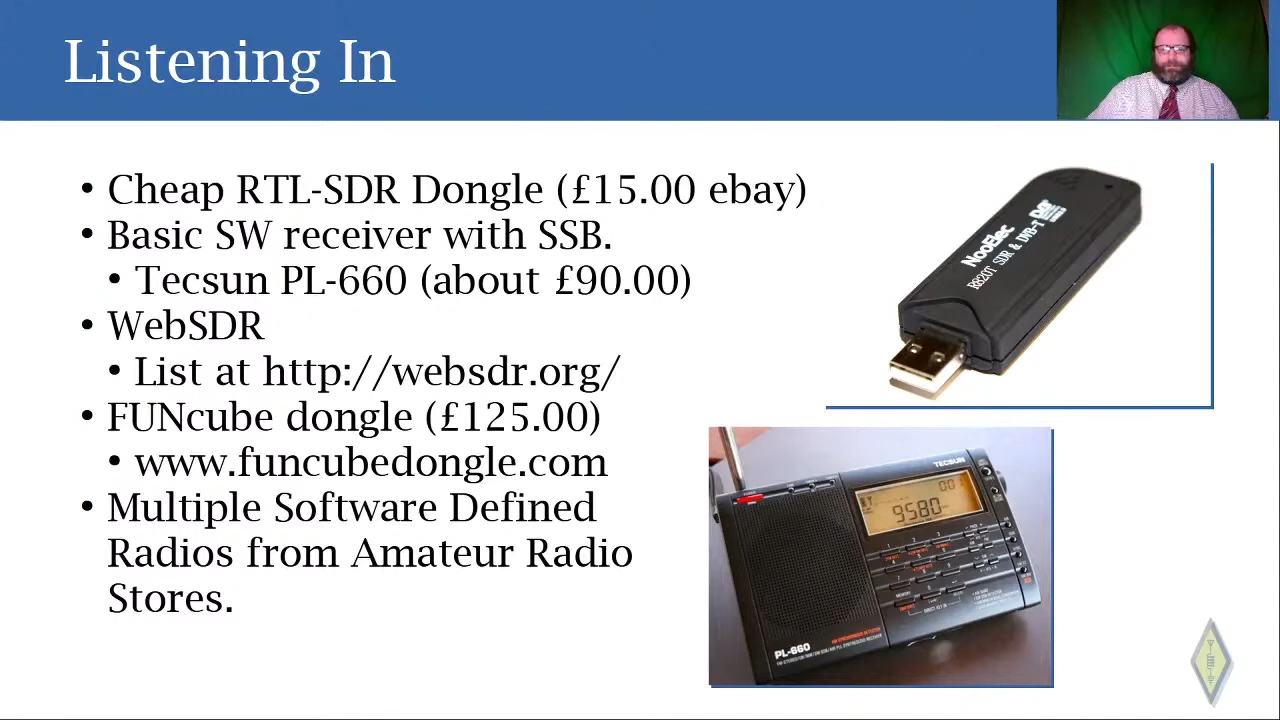 Listening In
• Cheap RTL-SDR Dongle (£15.00 ebay)
• Basic SW receiver with SSB.
• Tecsun PL-660 (about £90.00)
• WebSDR
• List at http://websdr.org/
• FUNcube dongle (£125.00)
• www.funcubedongle.com
• Multiple Software Defined
Radios from Amateur Radio
Stores.
NooElec
R820T SDR & DVB-T
TECSUN
9580
PL-660